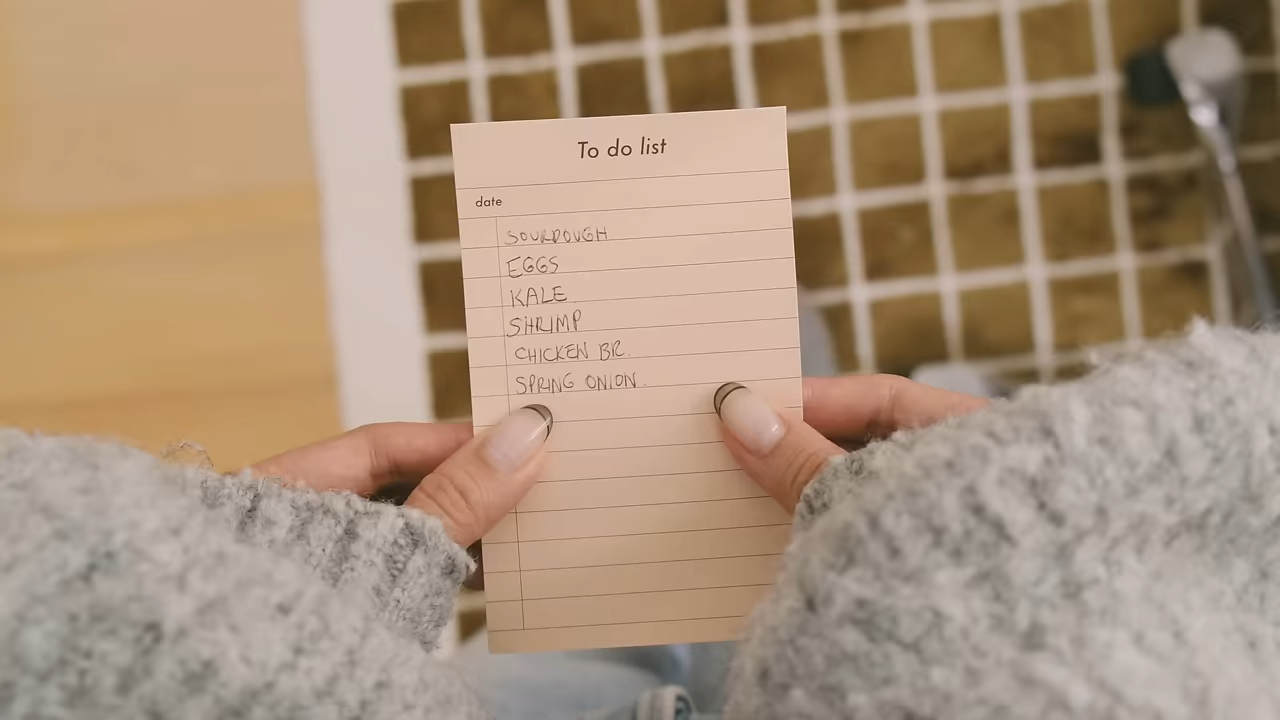 To do list
date
SOURDOUGH
EGGS
KALE
SHRIMP
CHICKEN BR.
SPRING ONION.